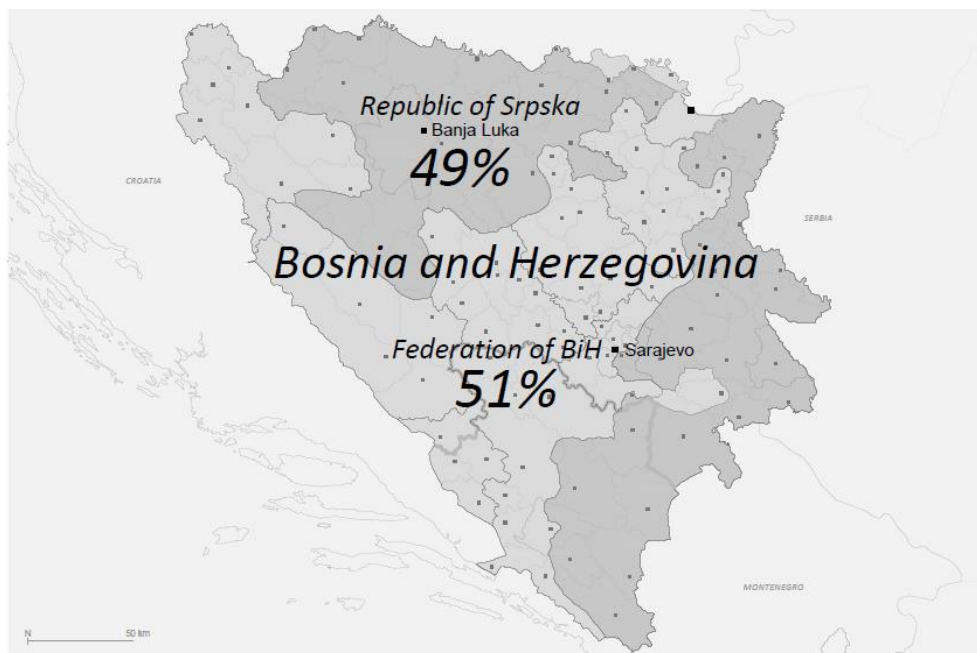 Republic of Srpska
Banja Luka
49%
CROATIA
SERBIA
Bosnia and Herzegovina
Federation of BiH
Sarajevo
51%
MONTENEGRO
N
50 km